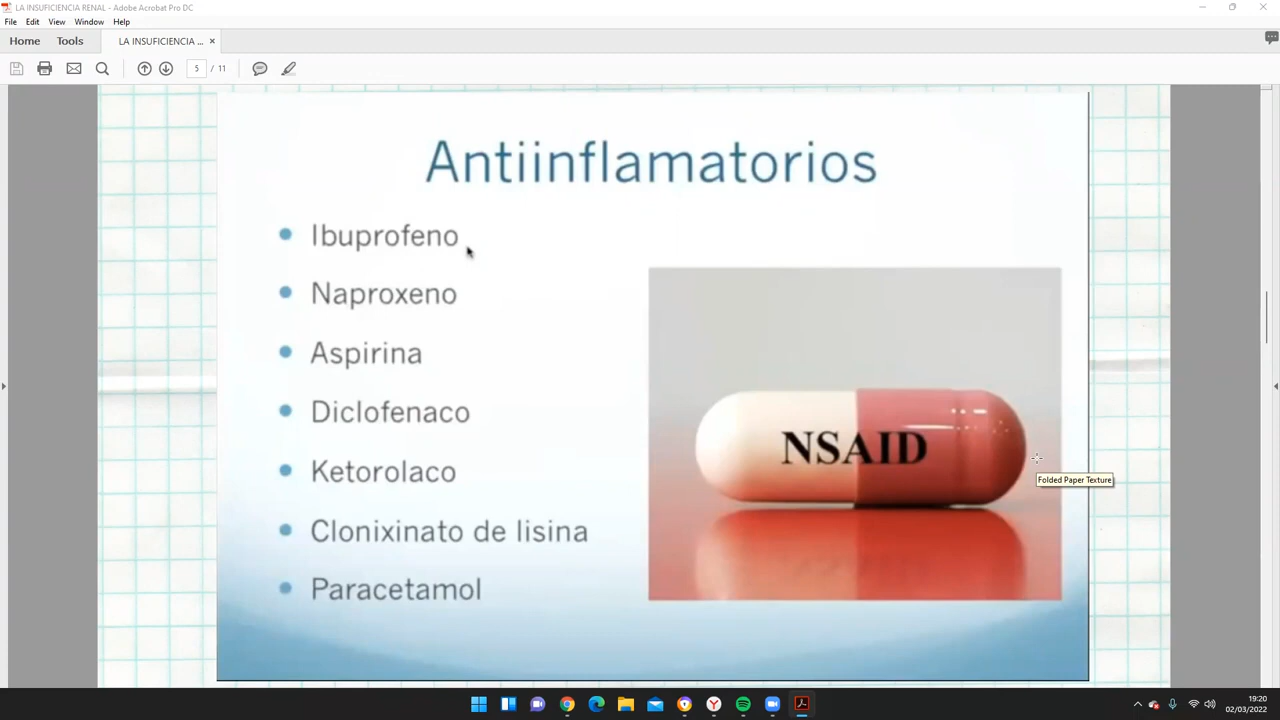 LA INSUFICIENCIA RENAL - Adobe Acrobat Pro DC
File Edit View Window Help
Home Tools LA INSUFICIENCIA ... ×
5 / 11
Antiinflamatorios
Ibuprofeno
Naproxeno
Aspirina
Diclofenaco
Ketorolaco
Clonixinato de lisina
Paracetamol
NSAID
Folded Paper Texture
19:20
02/03/2022